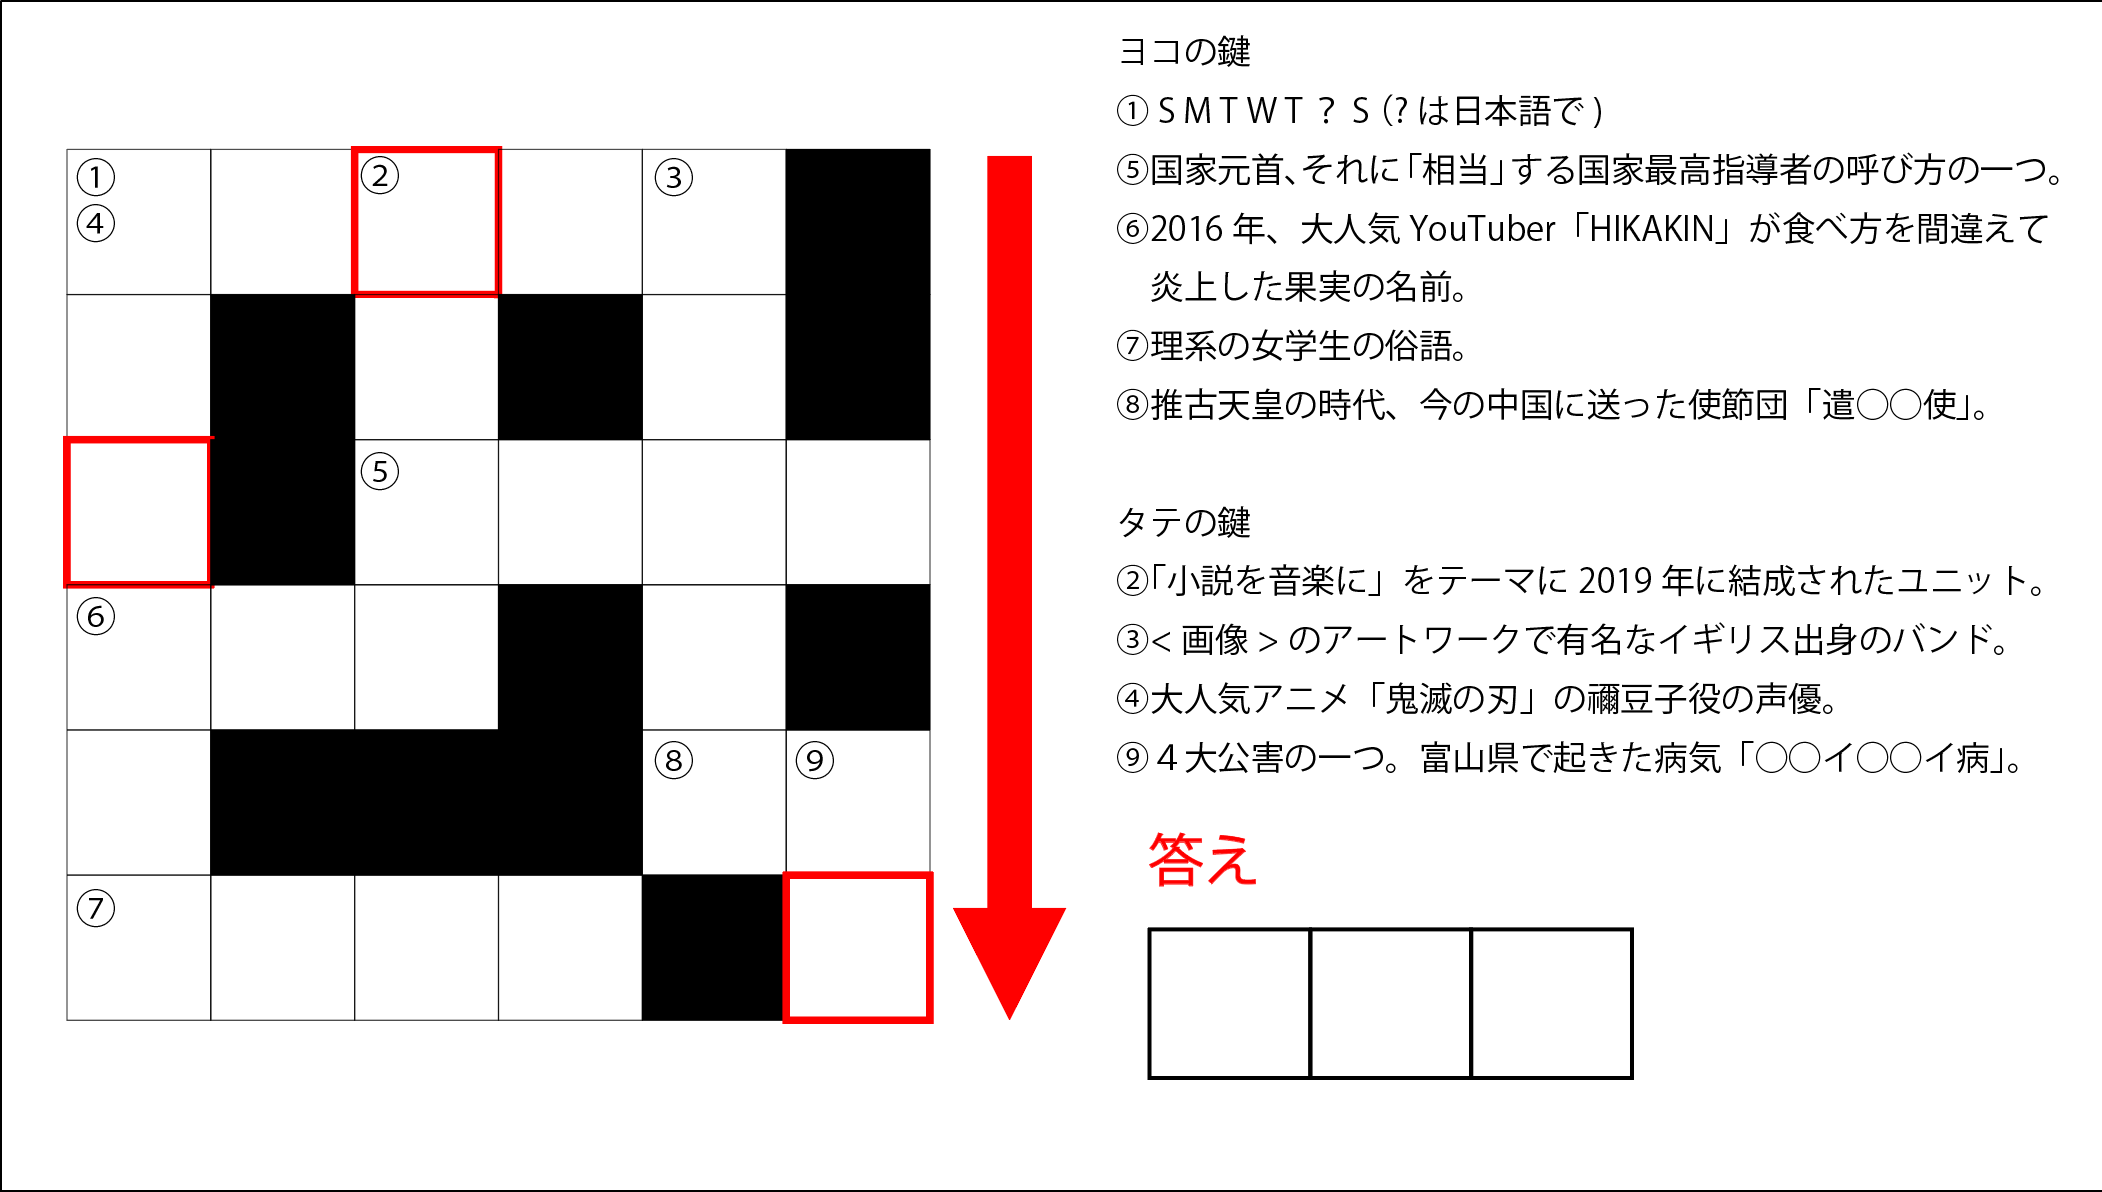 ①
④
②
③
⑤
⑥
⑧
⑨
⑦
ヨコの鍵
①ＳＭＴＷＴ？Ｓ（？は日本語で）
⑤国家元首、それに「相当」する国家最高指導者の呼び方の一つ。
⑥2016 年、大人気 YouTuber「HIKAKIN」が食べ方を間違えて
炎上した果実の名前。
⑦理系の女学生の俗語。
⑧推古天皇の時代、今の中国に送った使節団「遣○○使」。
タテの鍵
②「小説を音楽に」をテーマに 2019 年に結成されたユニット。
③< 画像 > のアートワークで有名なイギリス出身のバンド。
④大人気アニメ「鬼滅の刃」の禰豆子役の声優。
⑨４大公害の一つ。富山県で起きた病気「○○イ○○イ病」。
答え